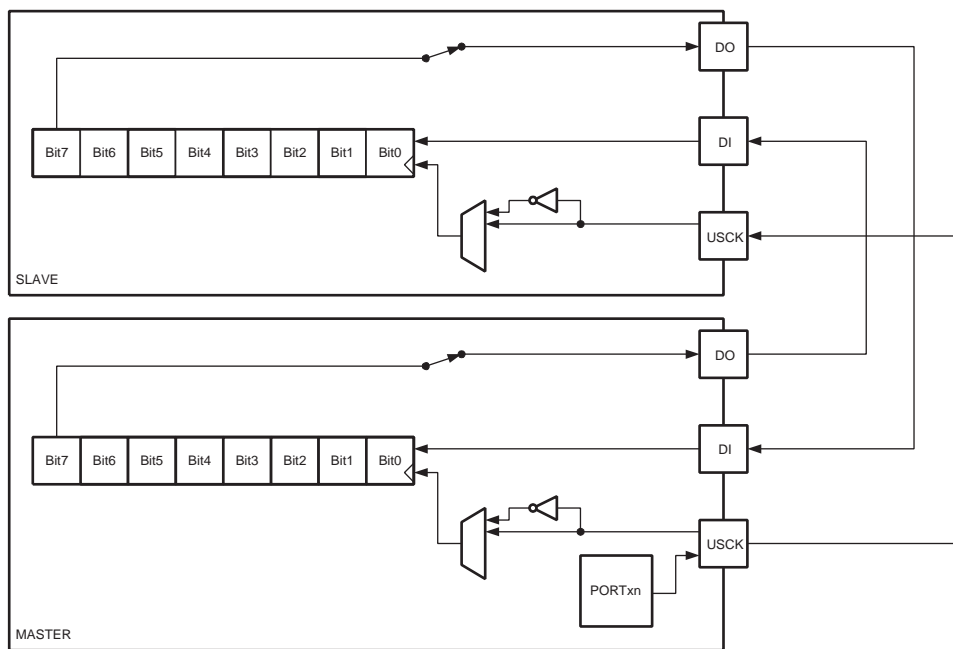 DO
Bit7 Bit6 Bit5 Bit4 Bit3 Bit2 Bit1 Bit0
DI
USCK
SLAVE
DO
Bit7 Bit6 Bit5 Bit4 Bit3 Bit2 Bit1 Bit0
DI
USCK
PORTxn
MASTER